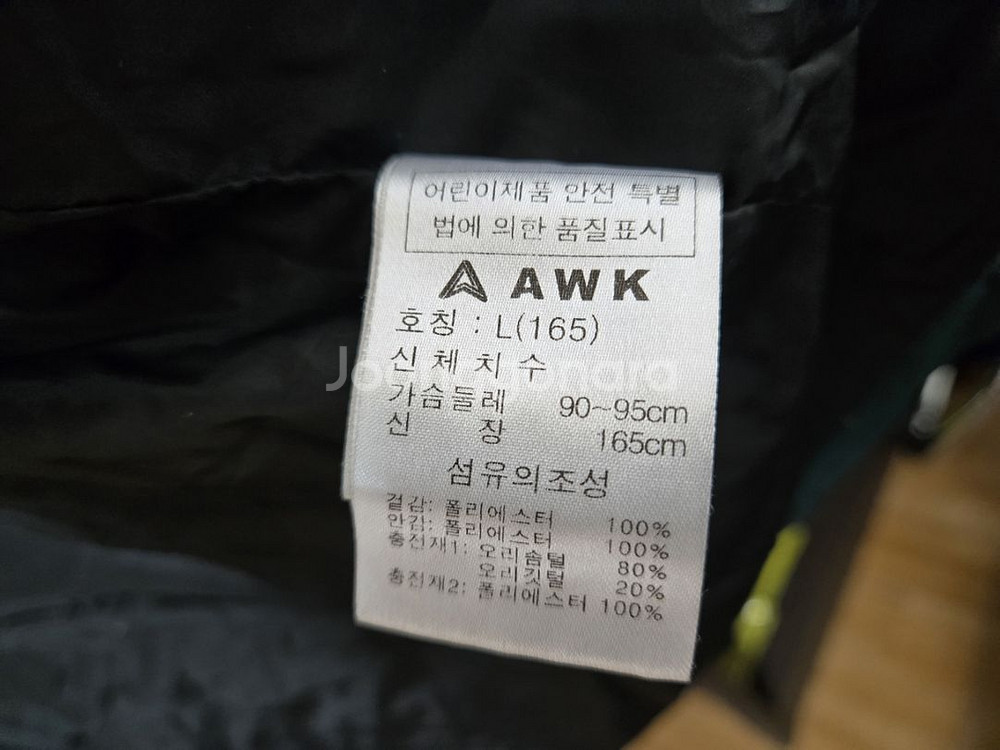 어린이제품 안전 특별
법에 의한 품질표시
AWK
호칭 : L(165)
신체치수
가슴둘레 90~95cm
신 장 165cm
섬유의조성
겉감: 폴리에스터 100%
안감: 폴리에스터 100%
충전재1: 오리솜털 80%
오리깃털 20%
충전재2: 폴리에스터 100%